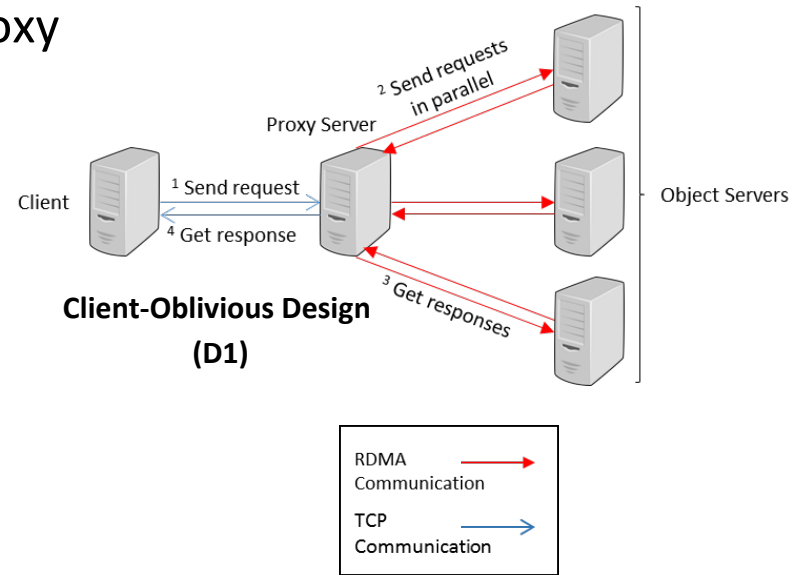 oxy
2 Send requests
in parallel
Proxy Server
Client
1 Send request
4 Get response
Object Servers
3 Get responses
Client-Oblivious Design
(D1)
RDMA
Communication
TCP
Communication